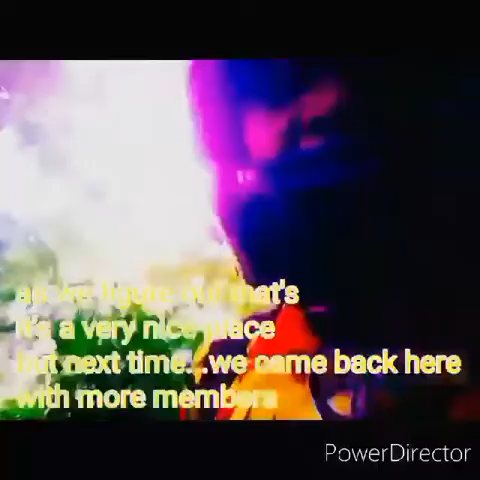 as we figure out that's
it's a very nice place
but next time...we came back here
with more members
PowerDirector